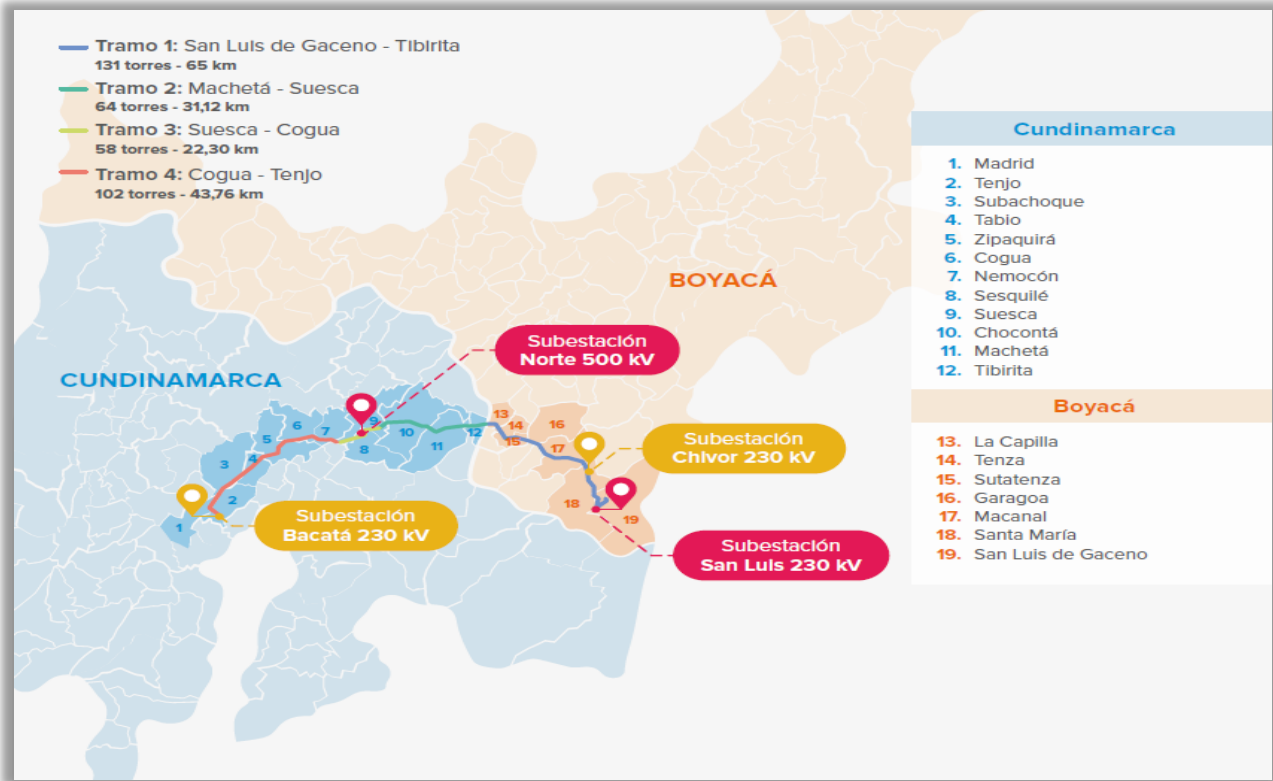 Tramo 1: San Luis de Gaceno - Tibirita
131 torres - 65 km
Tramo 2: Machetá - Suesca
64 torres - 31,12 km
Tramo 3: Suesca - Cogua
58 torres - 22,30 km
Tramo 4: Cogua - Tenjo
102 torres - 43,76 km
BOYACÁ
CUNDINAMARCA
Subestación
Norte 500 kV
Subestación
Chivor 230 kV
Subestación
Bacatá 230 kV
Subestación
San Luis 230 kV
1
2
3
4
5
6
7
8
9
10
11
12
13
14
15
16
17
18
19
Cundinamarca
1. Madrid
2. Tenjo
3. Subachoque
4. Tabio
5. Zipaquirá
6. Cogua
7. Nemocón
8. Sesquilé
9. Suesca
10. Chocontá
11. Machetá
12. Tibirita
Boyacá
13. La Capilla
14. Tenza
15. Sutatenza
16. Garagoa
17. Macanal
18. Santa María
19. San Luis de Gaceno